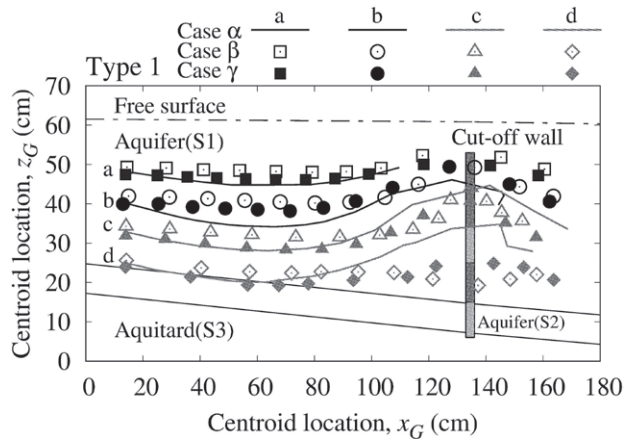 a b c d
Case α
Case β
Case γ
Type 1
70
60
50
40
30
20
10
0
Centroid location, zG (cm)
Free surface
Aquifer(S1)
Cut-off wall
a
b
c
d
Aquitard(S3)
Aquifer(S2)
0 20 40 60 80 100 120 140 160 180
Centroid location, xG (cm)